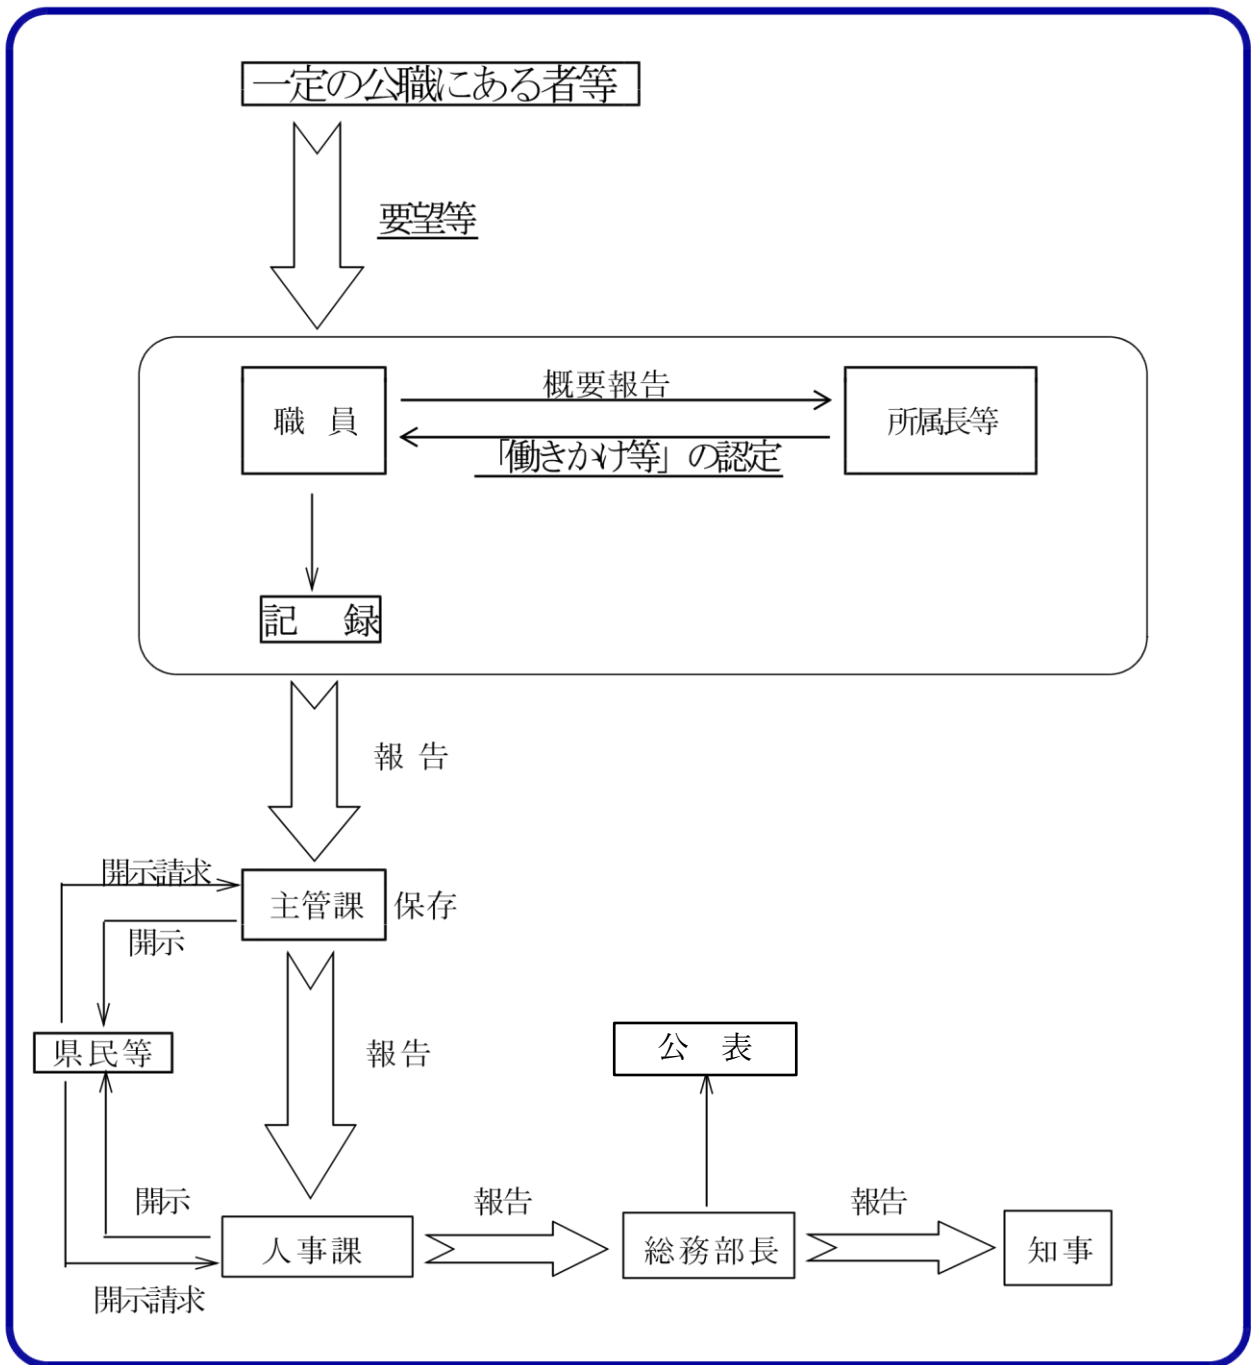 一定の公職にある者等
要望等
概要報告
職　員
所属長等
「働きかけ等」の認定
記　録
報 告
開示請求
主管課
保存
開示
県民等
報告
公　表
開示
報告
報告
人事課
総務部長
知事
開示請求